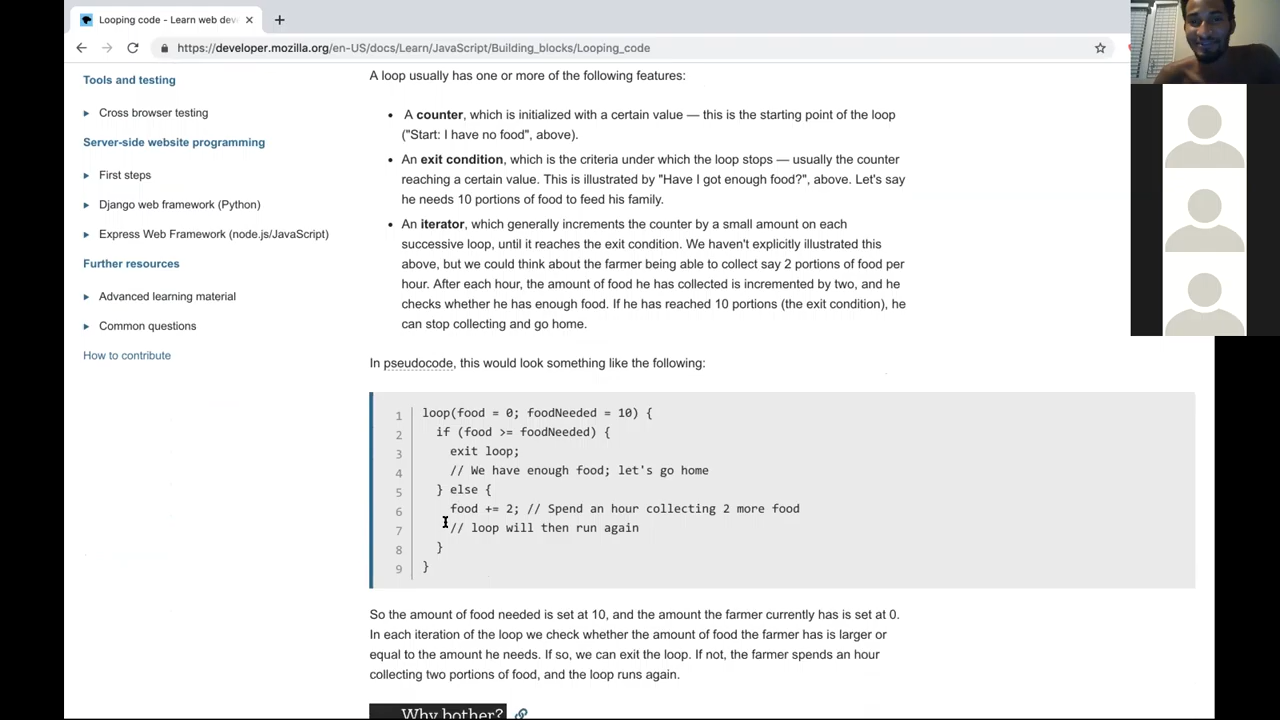 Looping code - Learn web dev
https://developer.mozilla.org/en-US/docs/Learn/JavaScript/Building_blocks/Looping_code
Tools and testing
Cross browser testing
Server-side website programming
First steps
Django web framework (Python)
Express Web Framework (node.js/JavaScript)
Further resources
Advanced learning material
Common questions
How to contribute
A loop usually has one or more of the following features:
• A counter, which is initialized with a certain value — this is the starting point of the loop
("Start: I have no food", above).
• An exit condition, which is the criteria under which the loop stops — usually the counter
reaching a certain value. This is illustrated by "Have I got enough food?", above. Let's say
he needs 10 portions of food to feed his family.
• An iterator, which generally increments the counter by a small amount on each
successive loop, until it reaches the exit condition. We haven't explicitly illustrated this
above, but we could think about the farmer being able to collect say 2 portions of food per
hour. After each hour, the amount of food he has collected is incremented by two, and he
checks whether he has enough food. If he has reached 10 portions (the exit condition), he
can stop collecting and go home.
In pseudocode, this would look something like the following:
1 loop(food = 0; foodNeeded = 10) {
2 if (food >= foodNeeded) {
3 exit loop;
4 // We have enough food; let's go home
5 } else {
6 food += 2; // Spend an hour collecting 2 more food
7 // loop will then run again
8 }
9 }
So the amount of food needed is set at 10, and the amount the farmer currently has is set at 0.
In each iteration of the loop we check whether the amount of food the farmer has is larger or
equal to the amount he needs. If so, we can exit the loop. If not, the farmer spends an hour
collecting two portions of food, and the loop runs again.
Why bother?